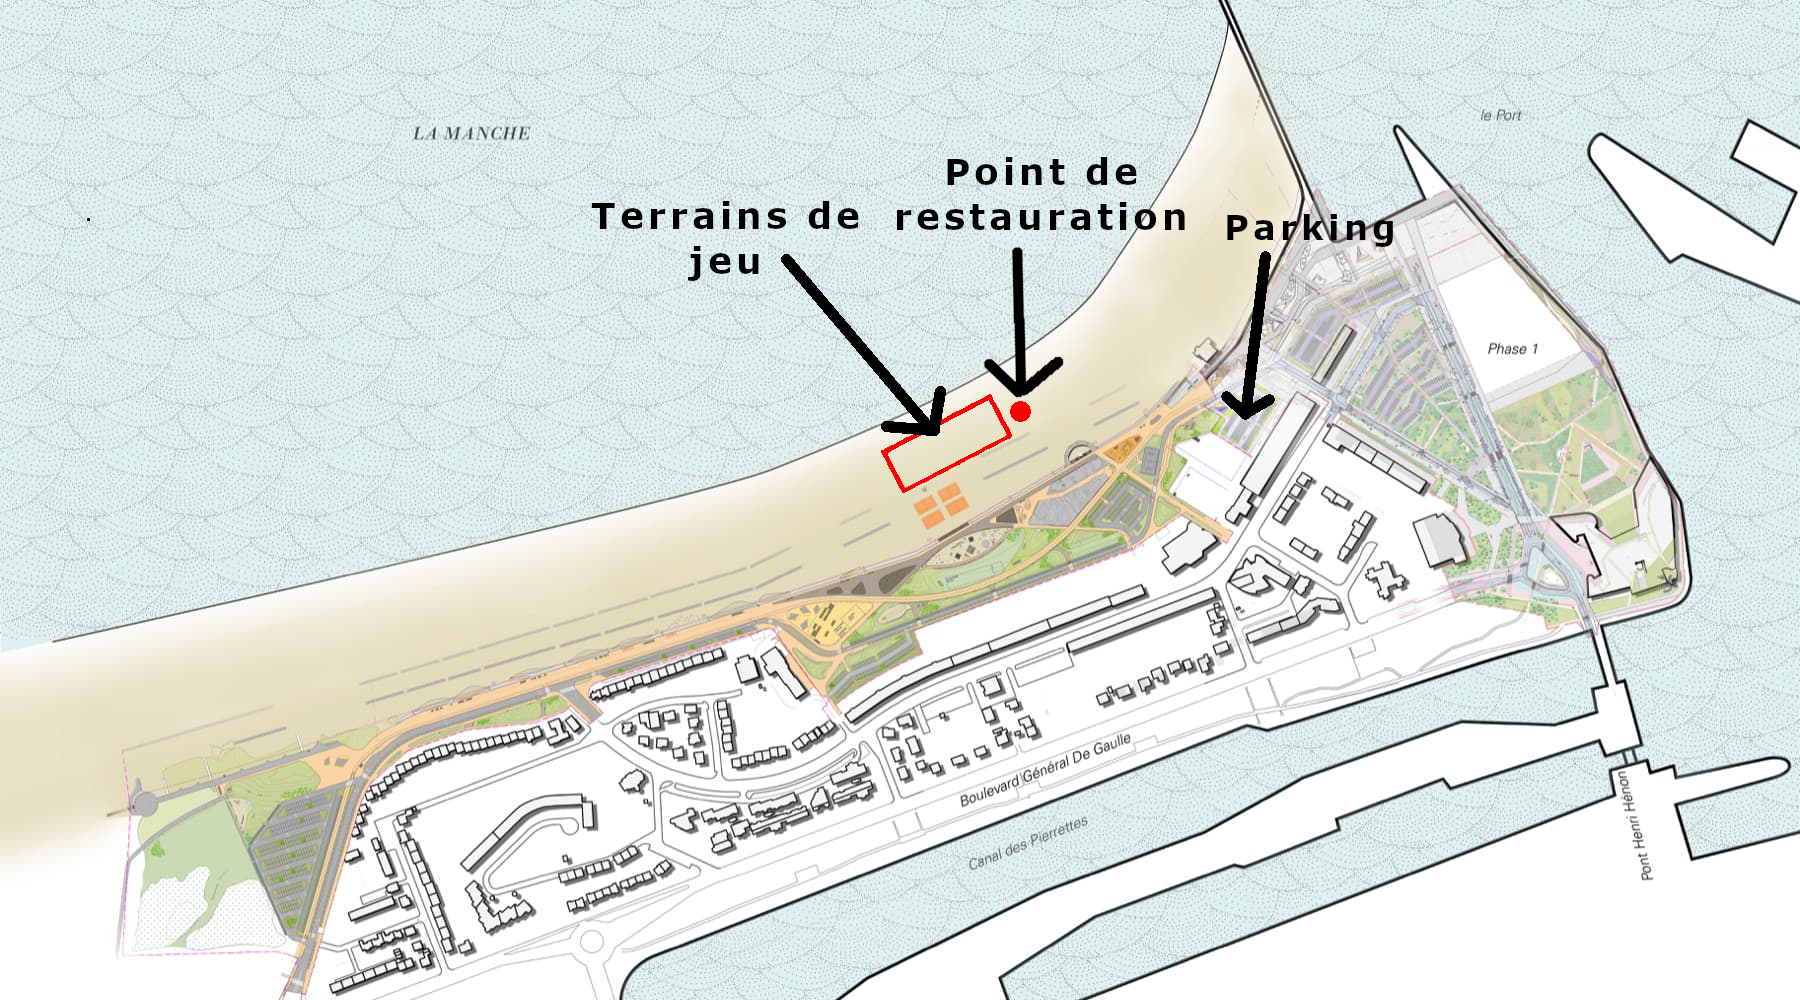 LA MANCHE
le Port
Point de
restauration
Terrains de
jeu
Parking
Phase 1
Boulevard Général De Gaulle
Canal des Pierrettes
Pont Henri Hénon